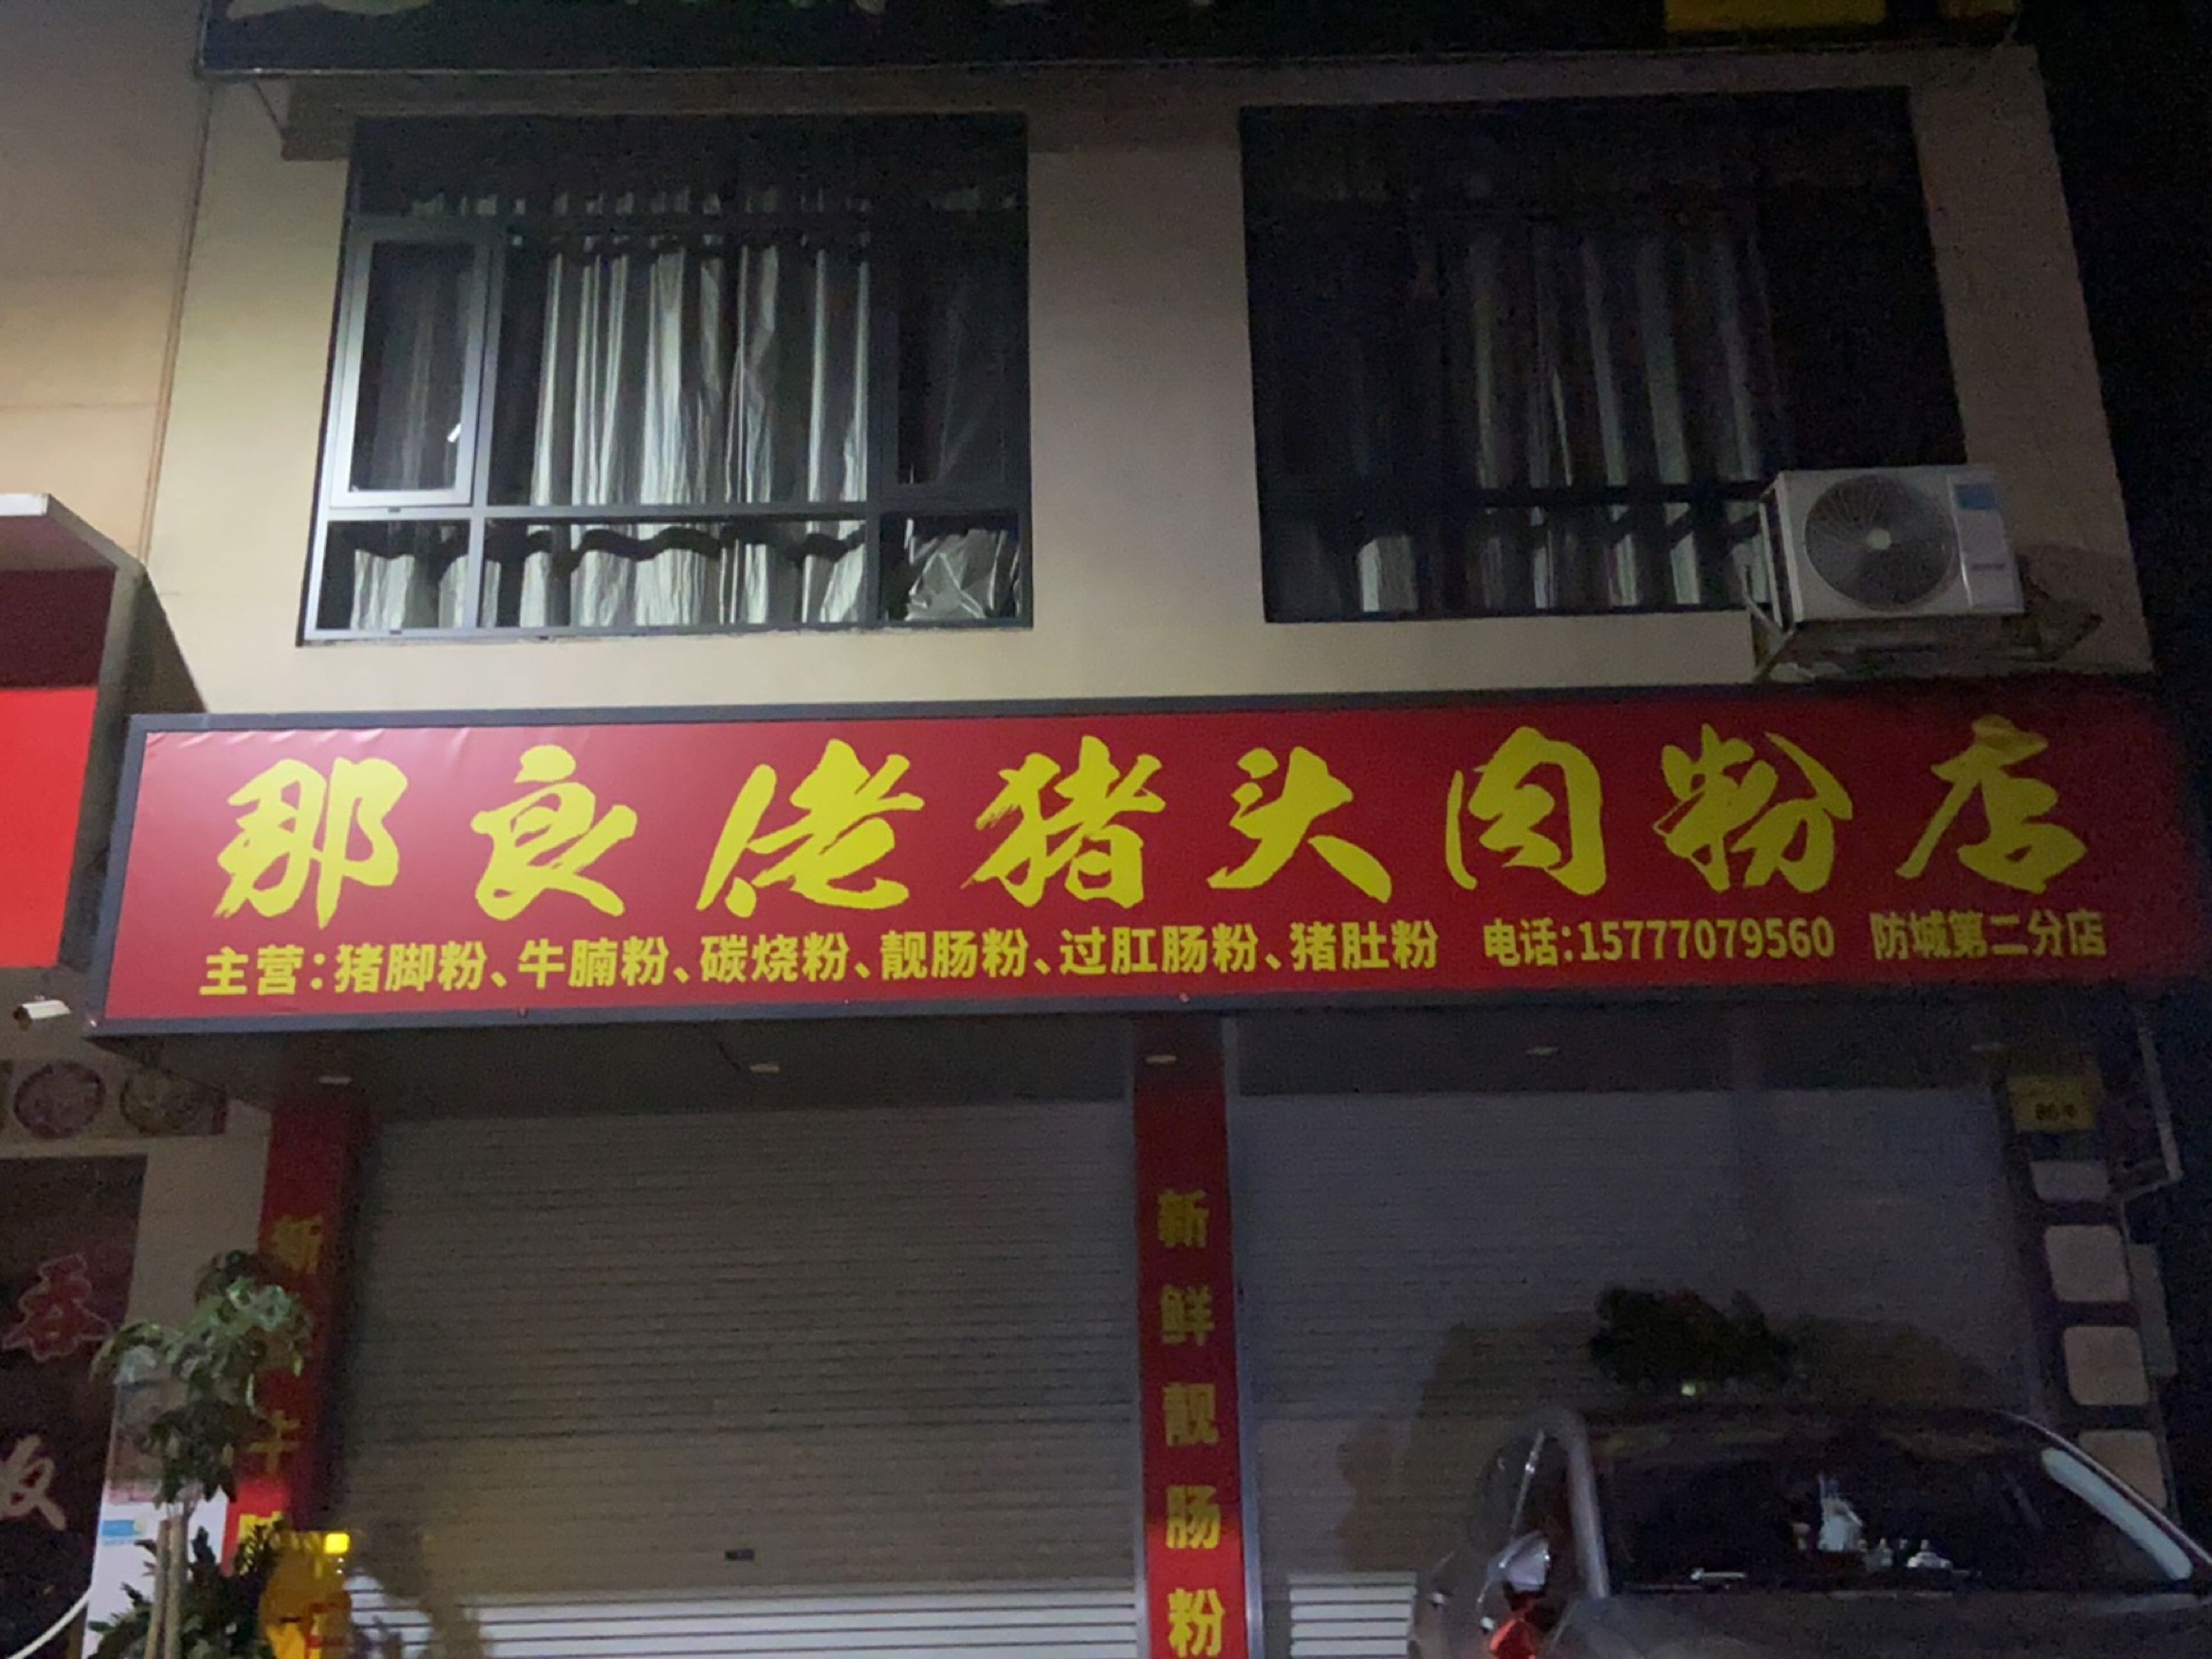 那良佬猪头肉粉店
主营：猪脚粉、牛腩粉、碳烧粉、靓肠粉、过肛肠粉、猪肚粉 电话:15777079560 防城第二分店
新鲜靓肠粉
新
牛